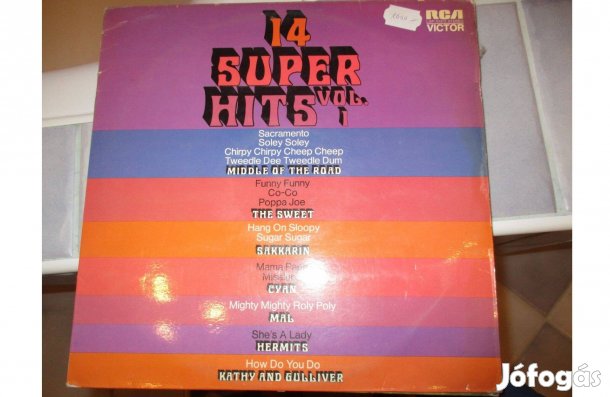 14
SUPER
HITS VOL. 1
RCA
VICTOR
Sacramento
Soley Soley
Chirpy Chirpy Cheep Cheep
Tweedle Dee Tweedle Dum
MIDDLE OF THE ROAD
Funny Funny
Co-Co
Poppa Joe
THE SWEET
Hang On Sloopy
Sugar Sugar
SAKKARIN
Mama
CYAN
Mighty Mighty Roly Poly
MAL
She's A Lady
HERMITS
How Do You Do
KATHY AND GULLIVER
Jófogás